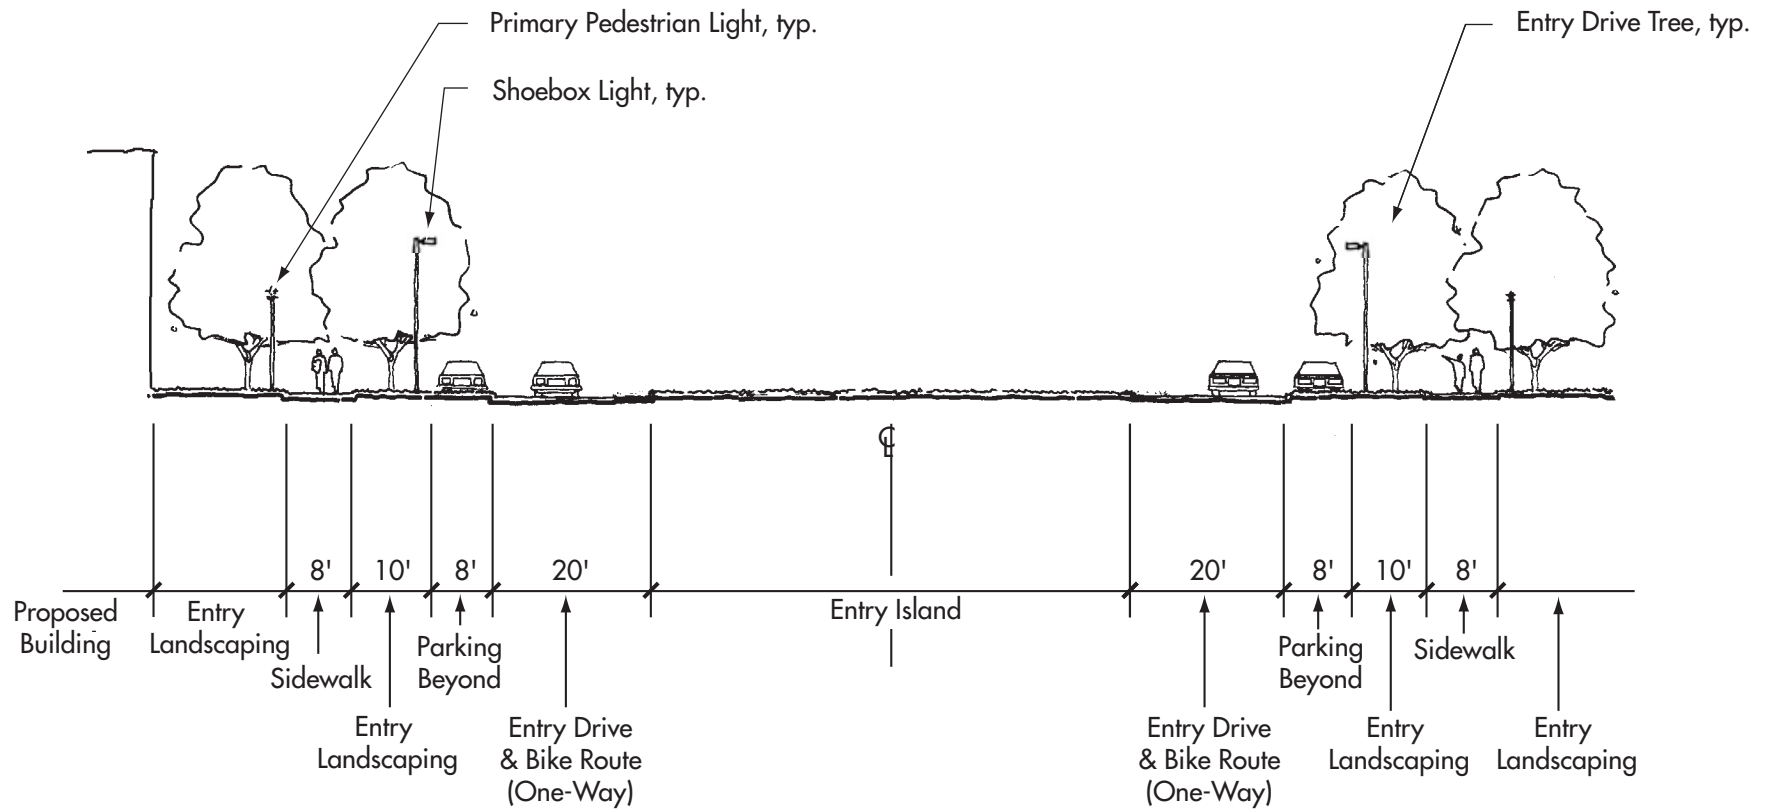 Primary Pedestrian Light, typ.
Entry Drive Tree, typ.
Shoebox Light, typ.
℄
8' 10' 8' 20' 20' 8' 10' 8'
Proposed
Building
Entry
Landscaping
Sidewalk
Entry
Landscaping
Parking
Beyond
Entry Drive
& Bike Route
(One-Way)
Entry Island
Entry Drive
& Bike Route
(One-Way)
Parking
Beyond
Entry
Landscaping
Sidewalk
Entry
Landscaping